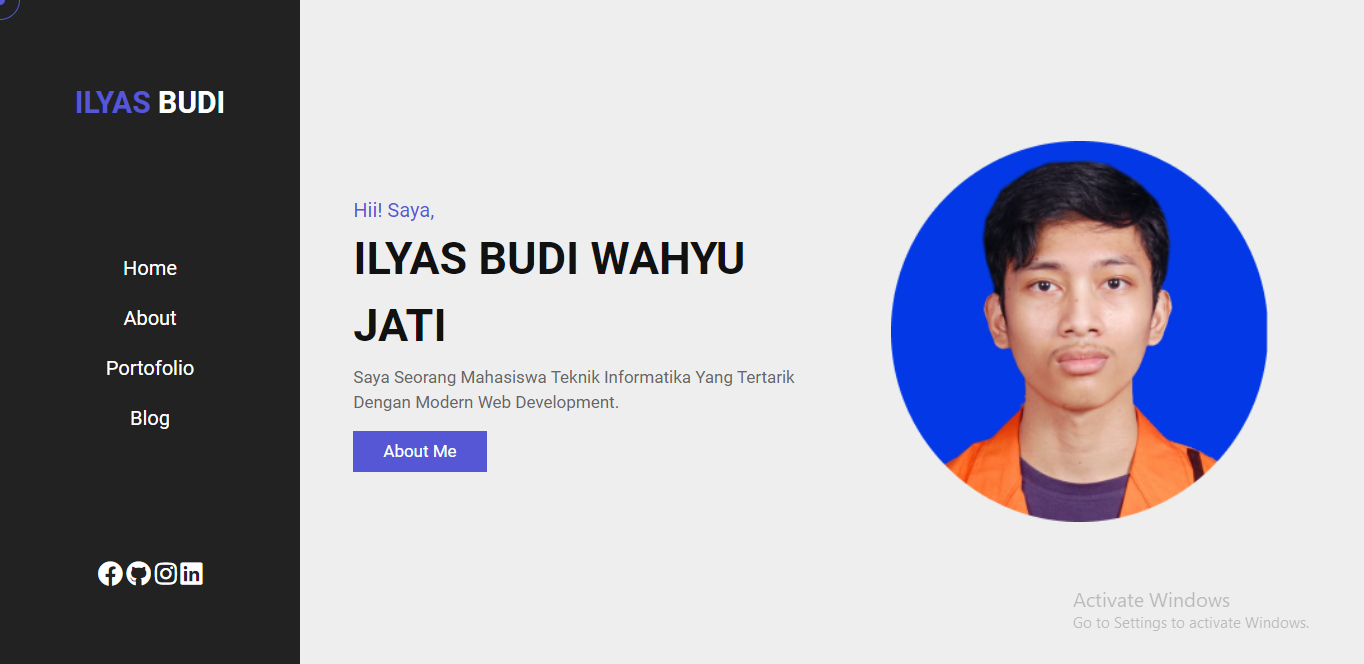 ILYAS BUDI
Home
About
Portofolio
Blog
Hii! Saya,
ILYAS BUDI WAHYU
JATI
Saya Seorang Mahasiswa Teknik Informatika Yang Tertarik
Dengan Modern Web Development.
About Me
Activate Windows
Go to Settings to activate Windows.